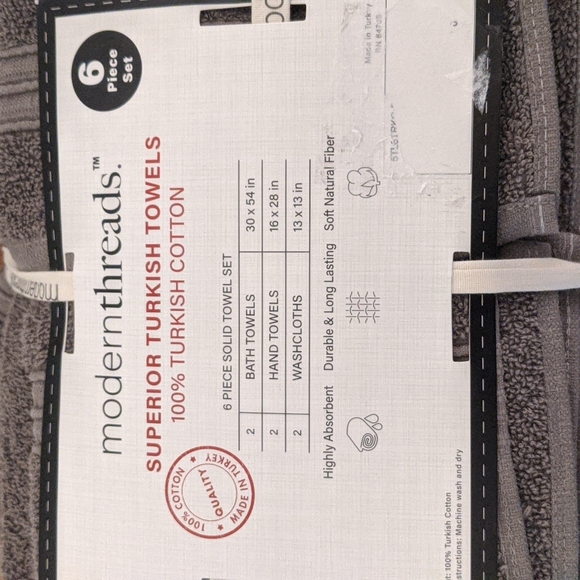 6
Piece
Set
modernthreads.™
SUPERIOR TURKISH TOWELS
100% TURKISH COTTON
6 PIECE SOLID TOWEL SET
2 BATH TOWELS 30 x 54 in
2 HAND TOWELS 16 x 28 in
2 WASHCLOTHS 13 x 13 in
100% COTTON
QUALITY
MADE IN TURKEY
Highly Absorbent Durable & Long Lasting Soft Natural Fiber
Made in Turkey
t: 100% Turkish Cotton
structions: Machine wash and dry